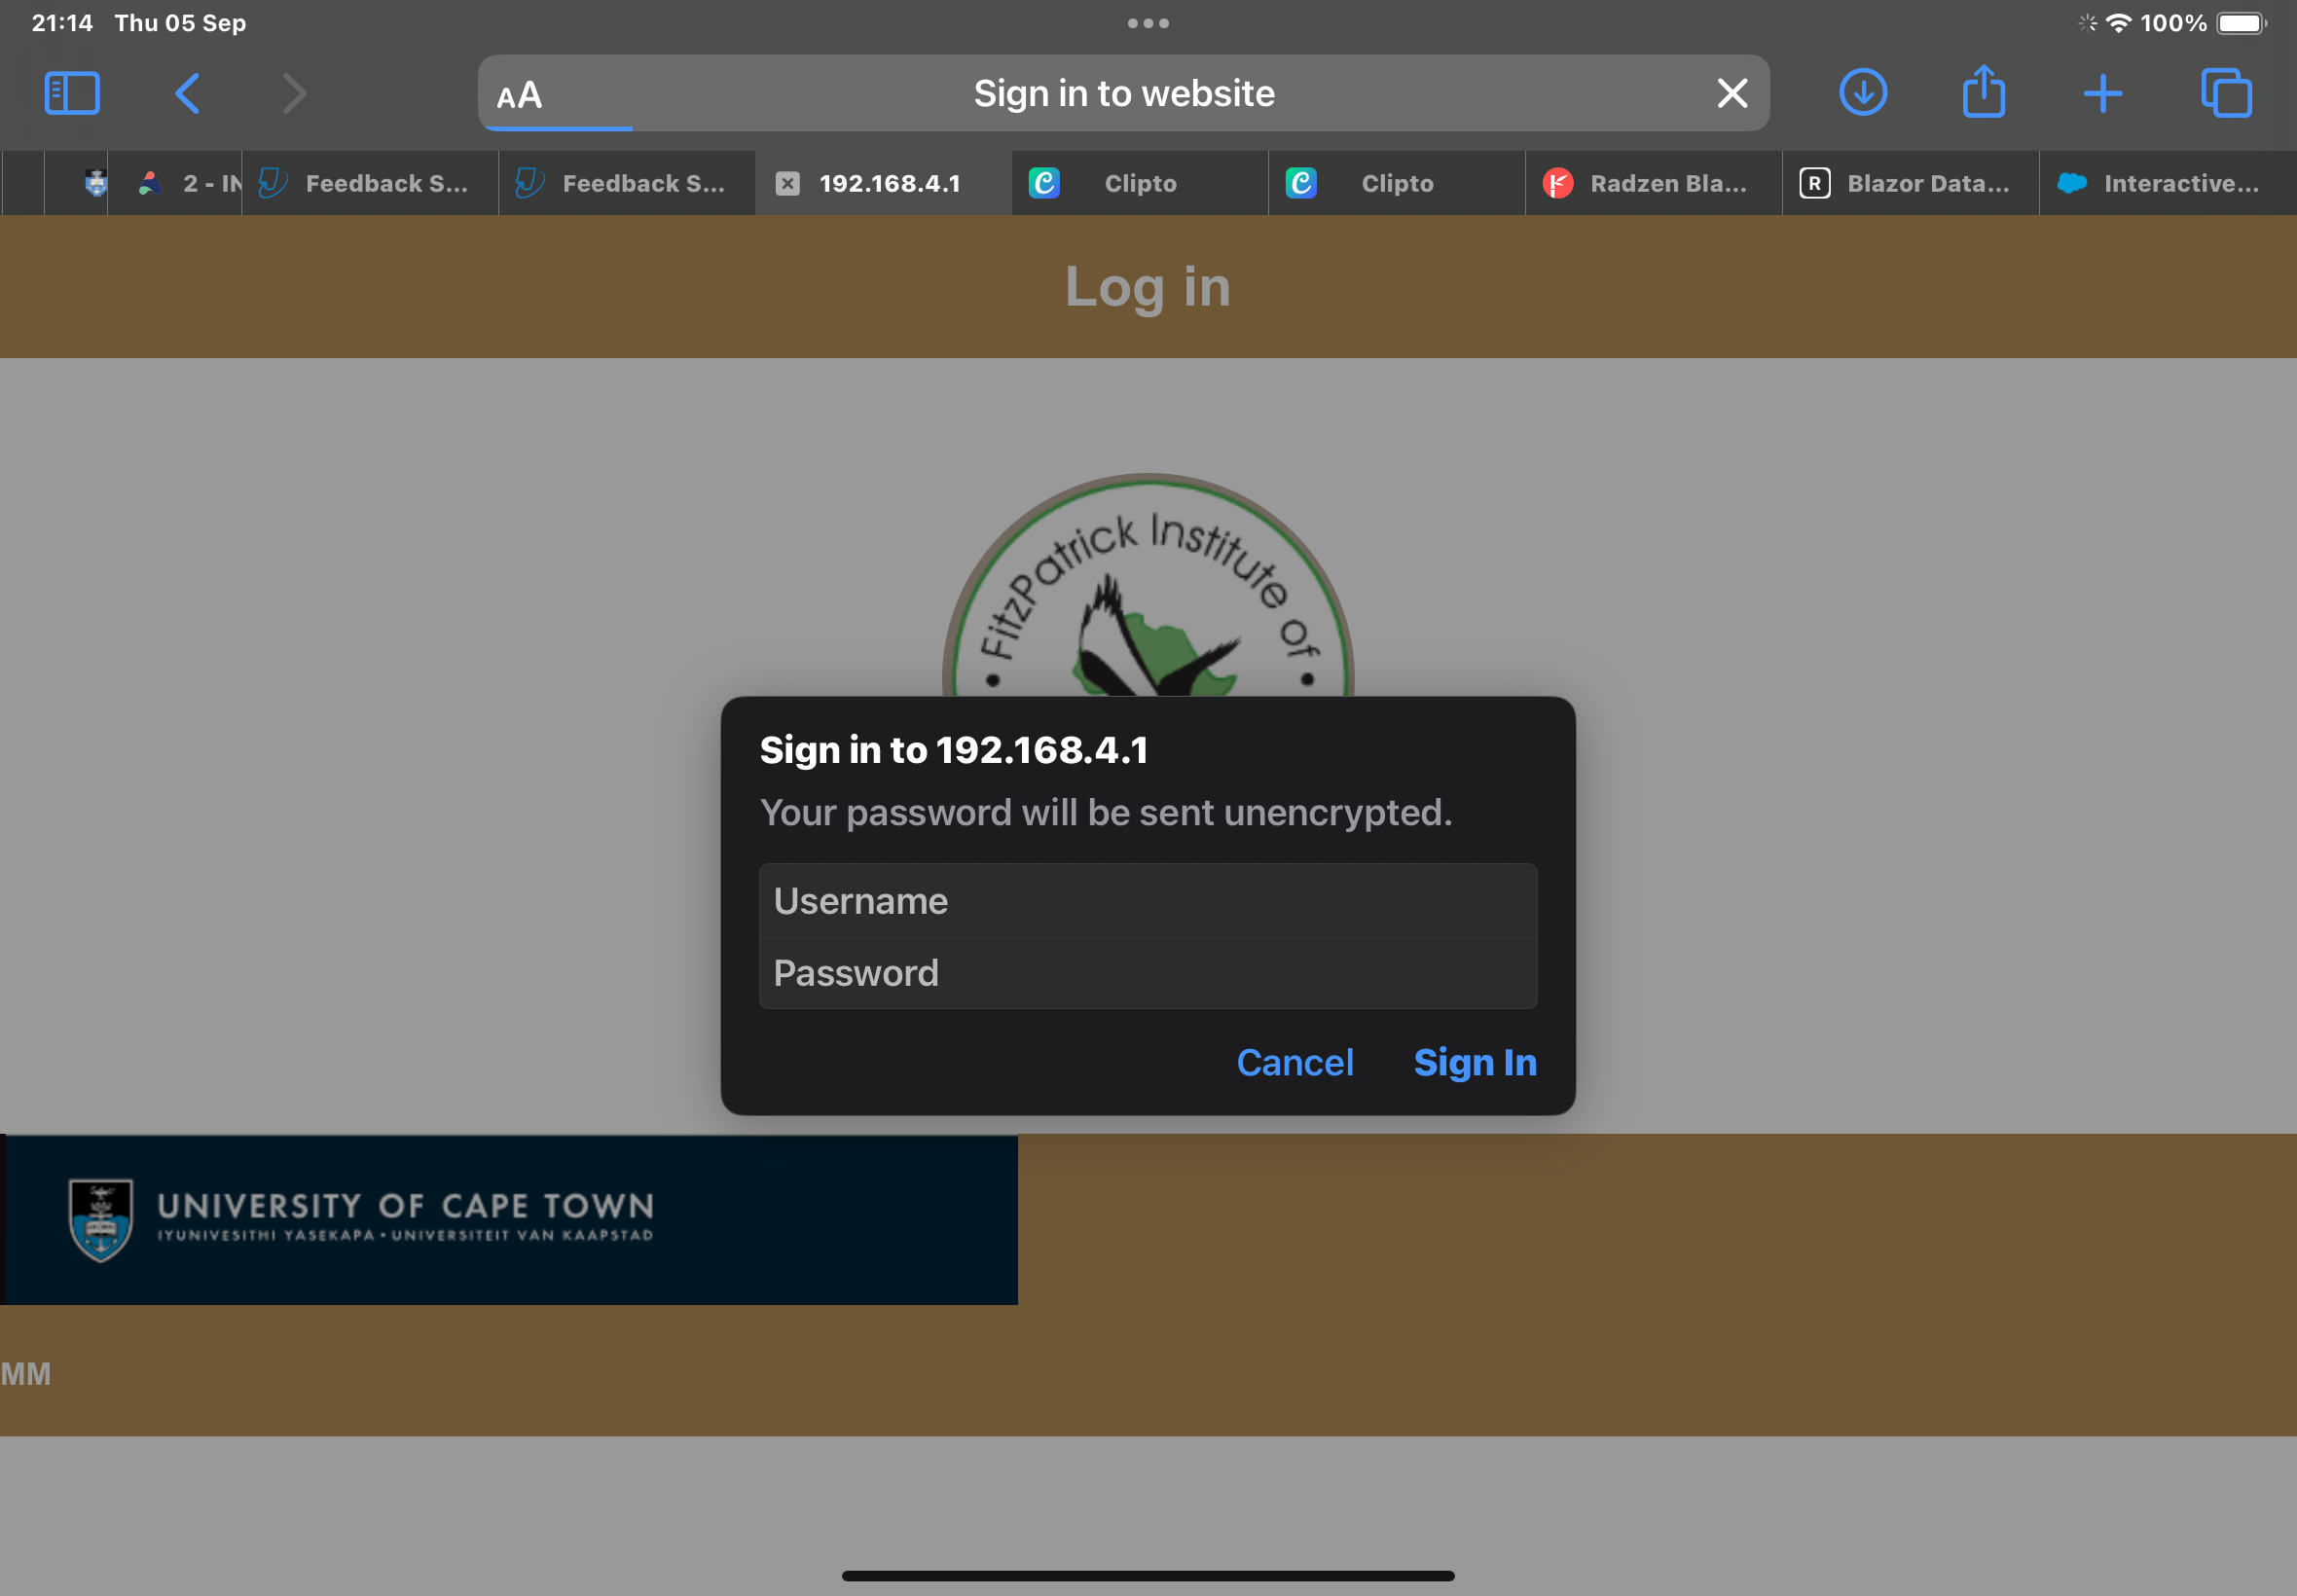 21:14 Thu 05 Sep
100%
AA Sign in to website
2 - IN
Feedback S...
Feedback S...
192.168.4.1
Clipto
Clipto
Radzen Bla...
R Blazor Data...
Interactive...
Log in
• FitzPatrick Institute of •
Sign in to 192.168.4.1
Your password will be sent unencrypted.
Username
Password
Cancel Sign In
UNIVERSITY OF CAPE TOWN
IYUNIVESITHI YASEKAPA • UNIVERSITEIT VAN KAAPSTAD
MM